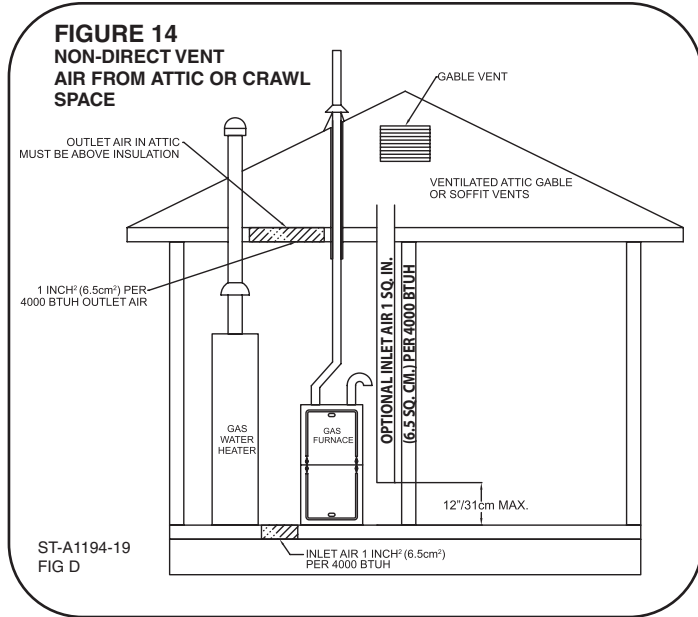 FIGURE 14
NON-DIRECT VENT
AIR FROM ATTIC OR CRAWL
SPACE
GABLE VENT
OUTLET AIR IN ATTIC
MUST BE ABOVE INSULATION
VENTILATED ATTIC GABLE
OR SOFFIT VENTS
1 INCH² (6.5cm²) PER
4000 BTUH OUTLET AIR
OPTIONAL INLET AIR 1 SQ. IN.
(6.5 SQ. CM.) PER 4000 BTUH
GAS
WATER
HEATER
GAS
FURNACE
12"/31cm MAX.
INLET AIR 1 INCH² (6.5cm²)
PER 4000 BTUH
ST-A1194-19
FIG D